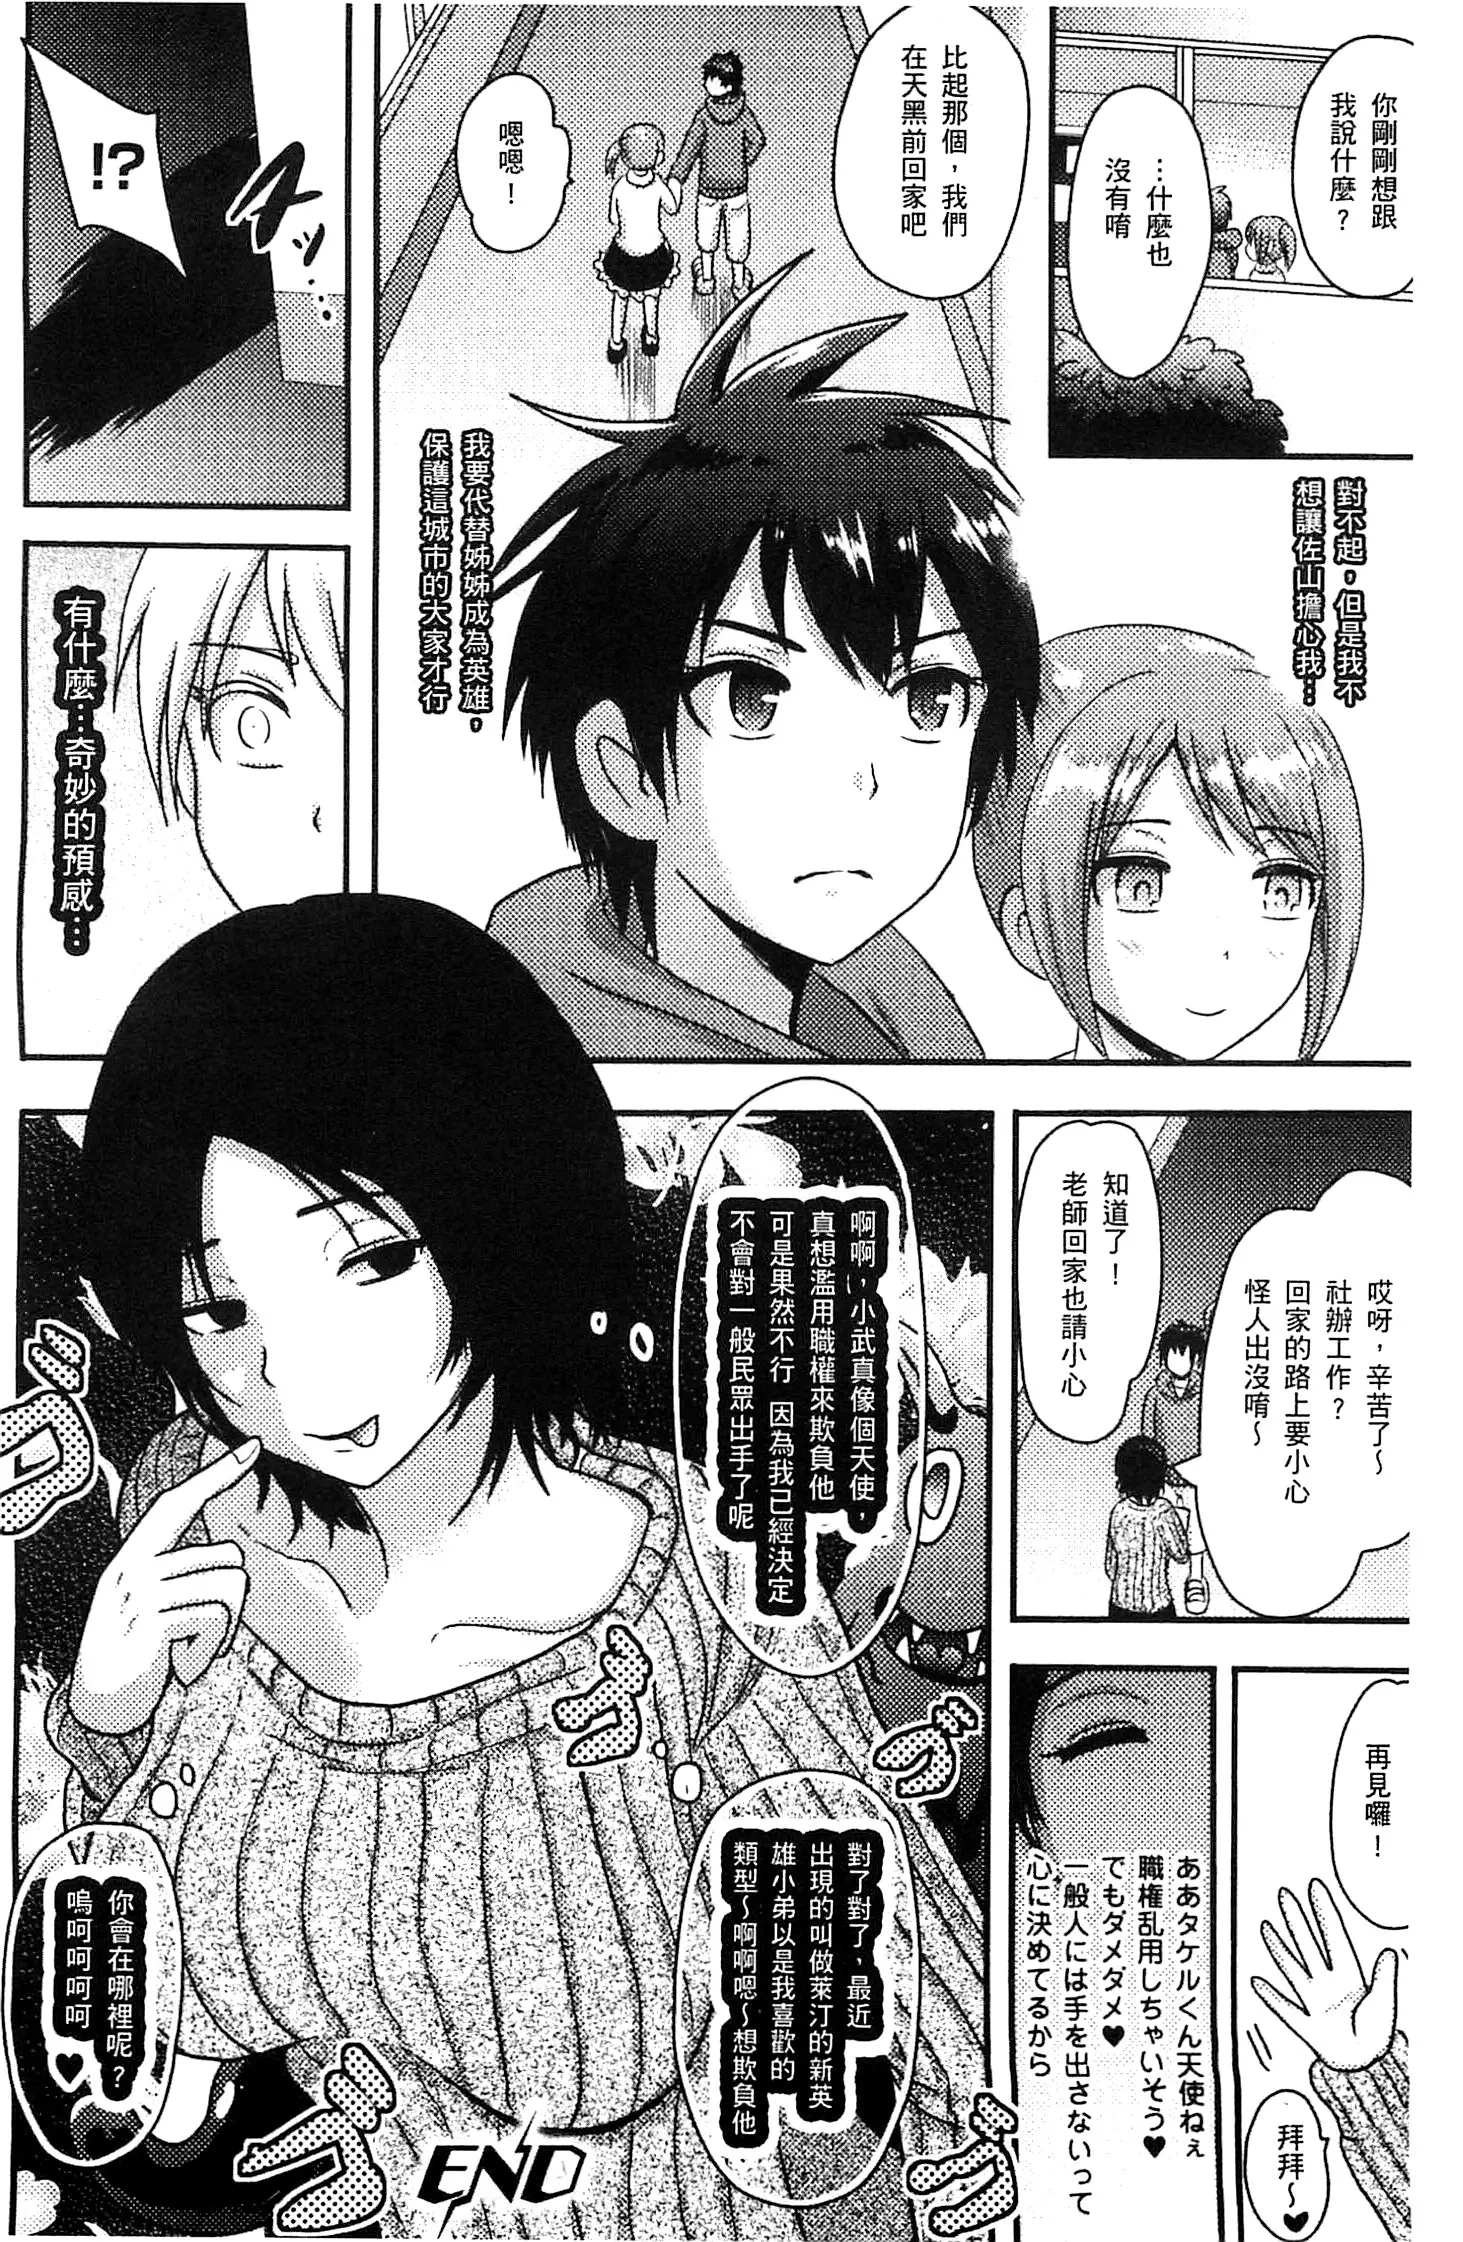 你剛剛想跟
我說什麼？
…什麼也
沒有唷
比起那個，我們
在天黑前回家吧
嗯嗯！
對不起，但是我不
想讓佐山擔心我…
我要代替姊姊成為英雄，
保護這城市的大家才行
!?
有什麼…奇妙的預感…
哎呀，辛苦了～
社辦工作？
回家的路上要小心
怪人出沒唷～
知道了！
老師回家也請小心
再見囉！
拜拜～♥
ああタケルくん天使ねぇ
職権乱用しちゃいそう♥
でもダメダメ♥
一般人には手を出さないって
心に決めてるから
啊啊，小武真像個天使，
真想濫用職權來欺負他
可是果然不行 因為我已經決定
不會對一般民眾出手了呢
對了對了，最近
出現的叫做萊汀的新英
雄小弟以是我喜歡的
類型～啊啊嗯～想欺負他
你會在哪裡呢？
嗚呵呵呵呵♥
END